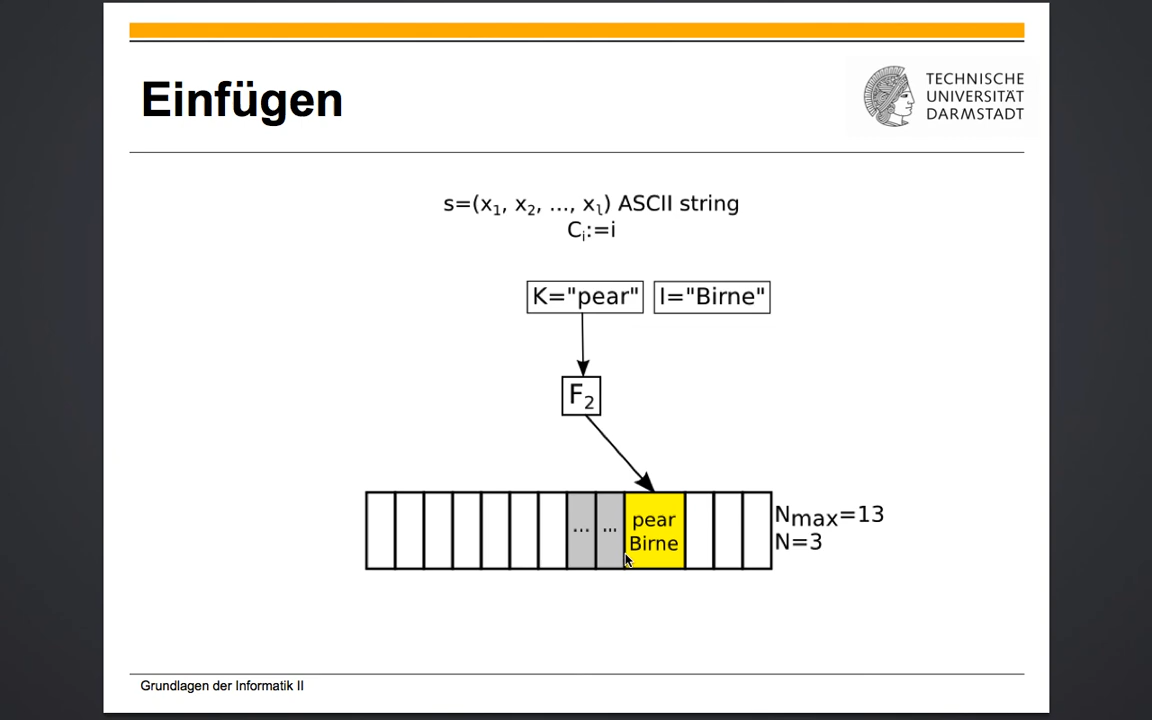 Einfügen
TECHNISCHE
UNIVERSITÄT
DARMSTADT
s=(x₁, x₂, ..., xₗ) ASCII string
Cᵢ:=i
K="pear" I="Birne"
F₂
... ... pear
Birne
Nmax=13
N=3
Grundlagen der Informatik II